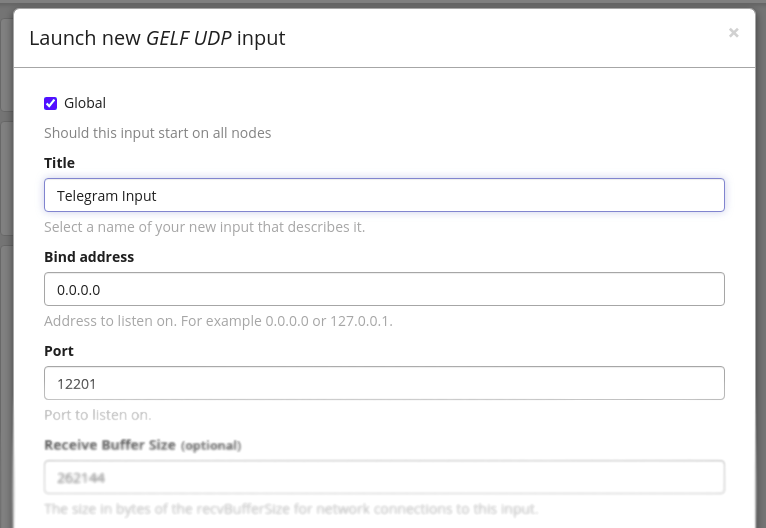 Launch new GELF UDP input
×
Global
Should this input start on all nodes
Title
Telegram Input
Select a name of your new input that describes it.
Bind address
0.0.0.0
Address to listen on. For example 0.0.0.0 or 127.0.0.1.
Port
12201
Port to listen on.
Receive Buffer Size (optional)
262144
The size in bytes of the recvBufferSize for network connections to this input.